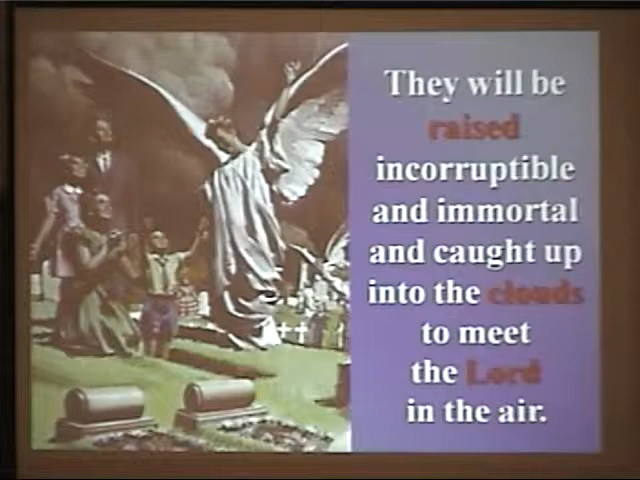 They will be
raised
incorruptible
and immortal
and caught up
into the clouds
to meet
the Lord
in the air.